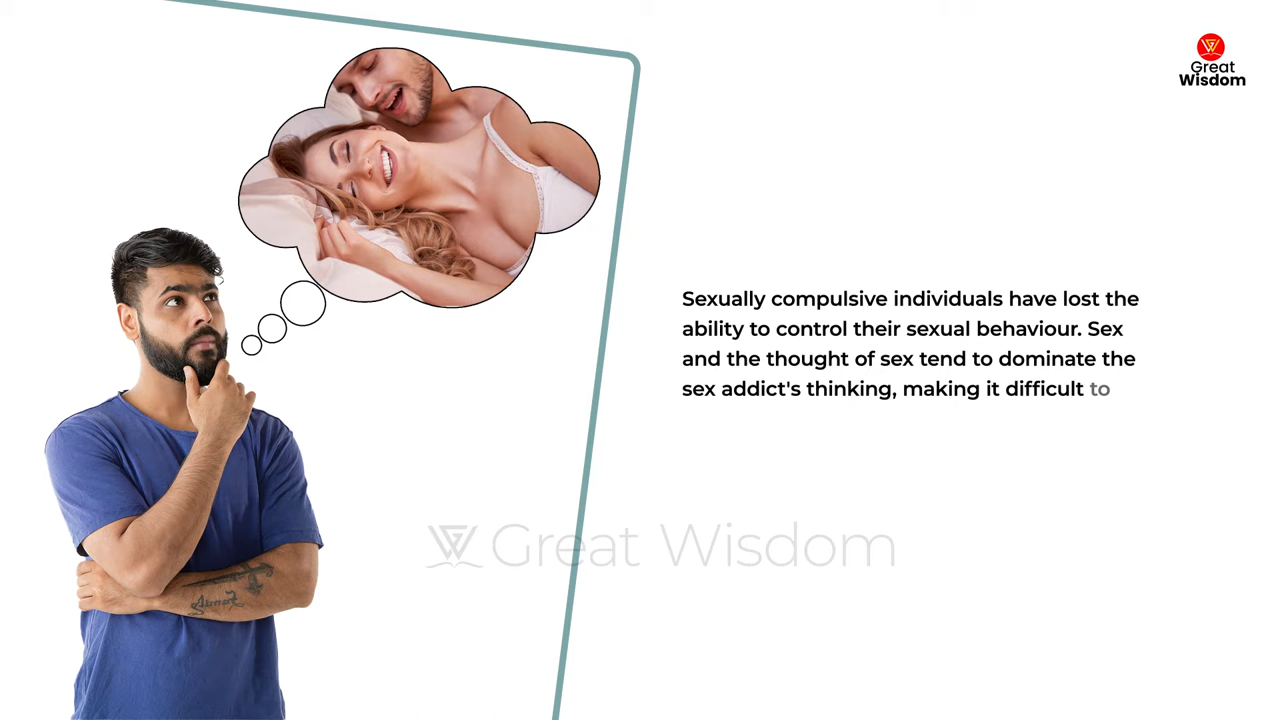 Great
Wisdom
Sexually compulsive individuals have lost the
ability to control their sexual behaviour. Sex
and the thought of sex tend to dominate the
sex addict's thinking, making it difficult to
Great Wisdom